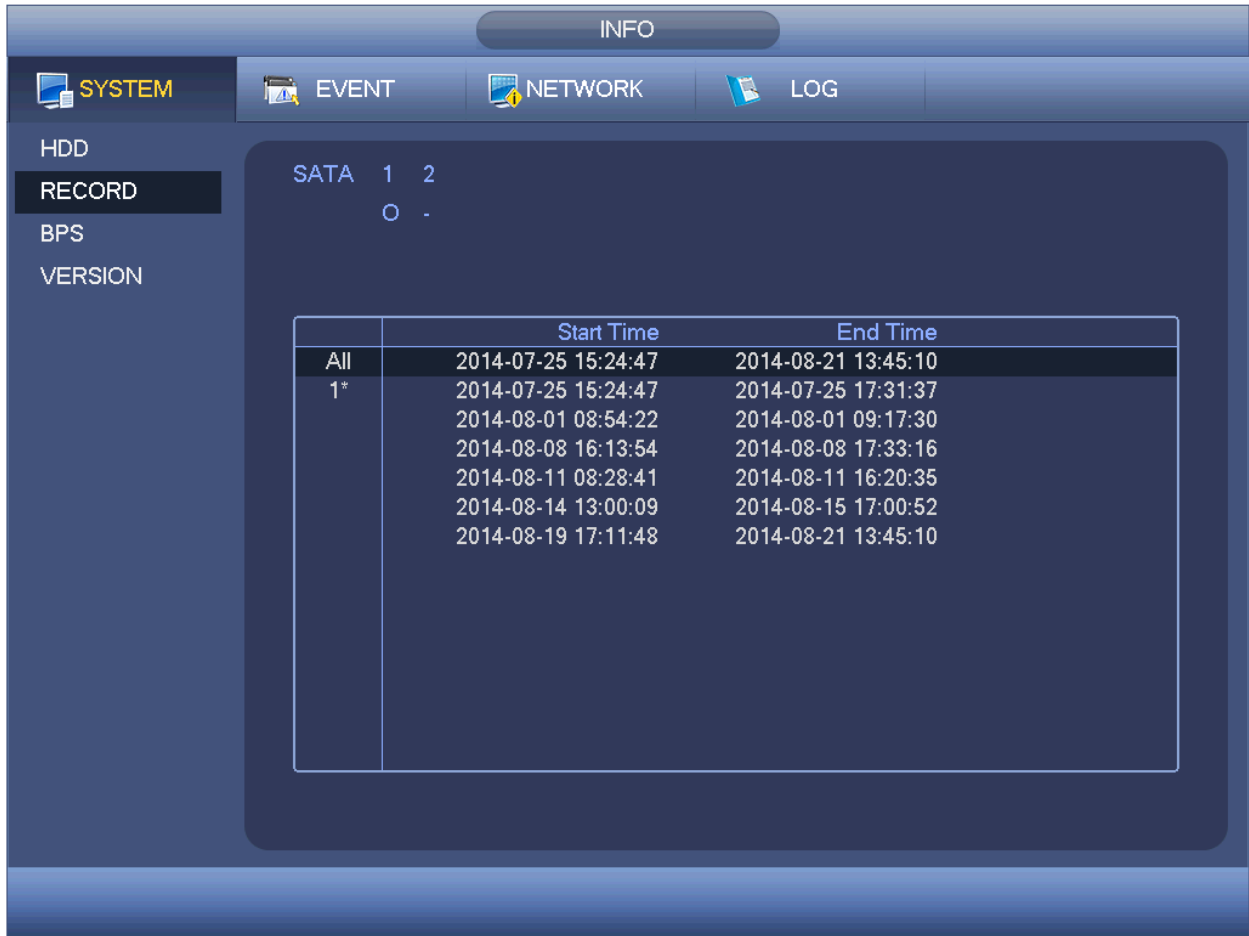 INFO
SYSTEM EVENT NETWORK LOG
HDD
RECORD
BPS
VERSION
SATA 1 2
O -
Start Time End Time
All 2014-07-25 15:24:47 2014-08-21 13:45:10
1* 2014-07-25 15:24:47 2014-07-25 17:31:37
2014-08-01 08:54:22 2014-08-01 09:17:30
2014-08-08 16:13:54 2014-08-08 17:33:16
2014-08-11 08:28:41 2014-08-11 16:20:35
2014-08-14 13:00:09 2014-08-15 17:00:52
2014-08-19 17:11:48 2014-08-21 13:45:10